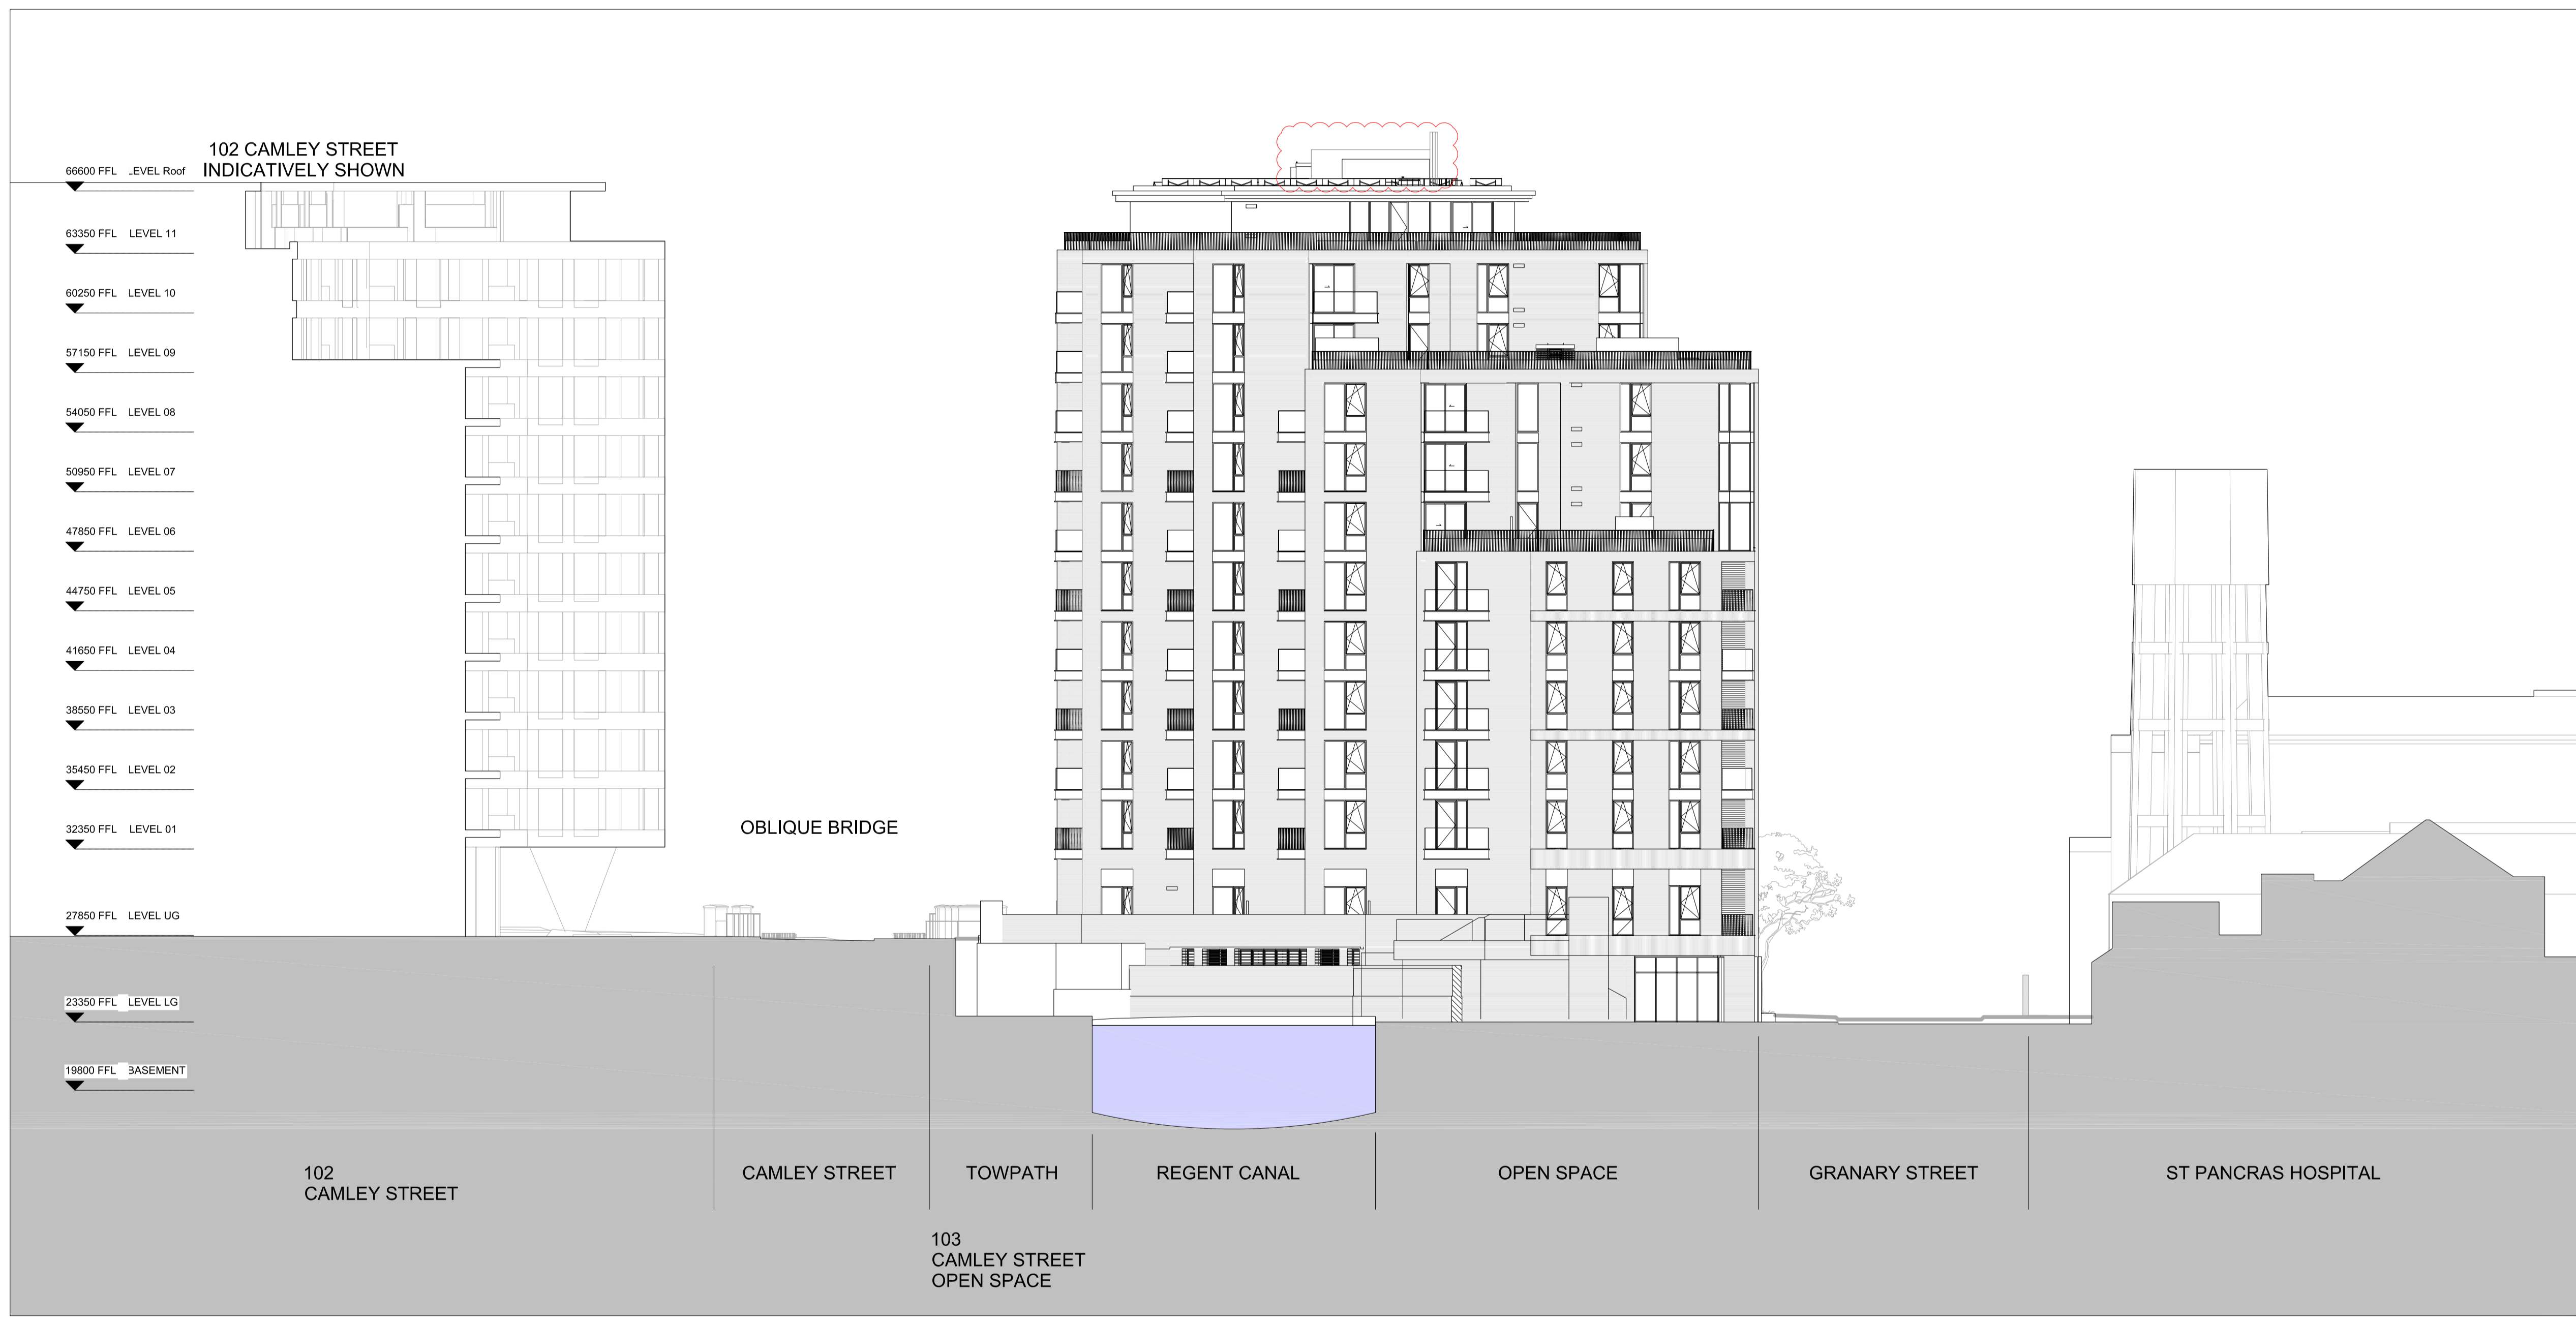 102 CAMLEY STREET
INDICATIVELY SHOWN
66600 FFL LEVEL Roof
63350 FFL LEVEL 11
60250 FFL LEVEL 10
57150 FFL LEVEL 09
54050 FFL LEVEL 08
50950 FFL LEVEL 07
47850 FFL LEVEL 06
44750 FFL LEVEL 05
41650 FFL LEVEL 04
38550 FFL LEVEL 03
35450 FFL LEVEL 02
32350 FFL LEVEL 01
OBLIQUE BRIDGE
27850 FFL LEVEL UG
23350 FFL LEVEL LG
19800 FFL BASEMENT
102
CAMLEY STREET
CAMLEY STREET
TOWPATH
REGENT CANAL
OPEN SPACE
GRANARY STREET
ST PANCRAS HOSPITAL
103
CAMLEY STREET
OPEN SPACE